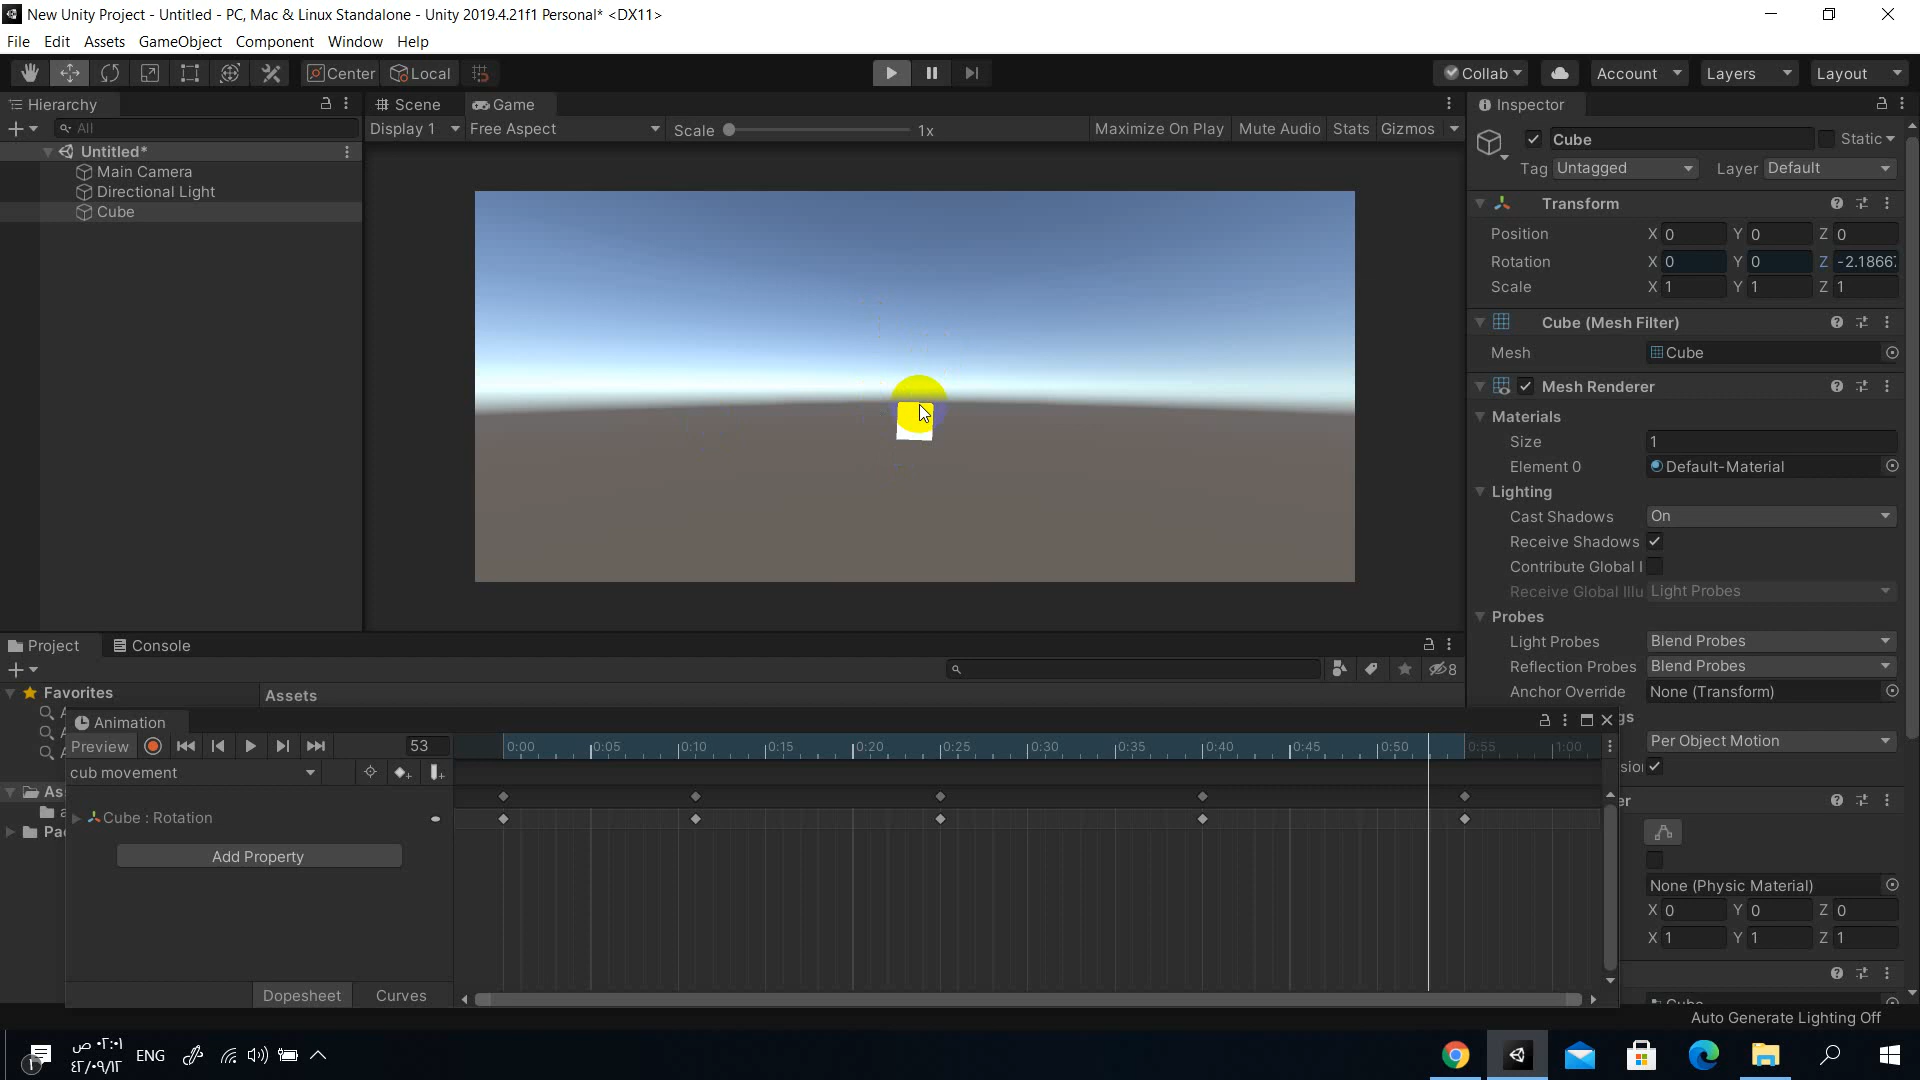 New Unity Project - Untitled - PC, Mac & Linux Standalone - Unity 2019.4.21f1 Personal* <DX11>
File Edit Assets GameObject Component Window Help
Center Local Collab Account Layers Layout
Hierarchy
All
Untitled*
Main Camera
Directional Light
Cube
Scene Game
Display 1 Free Aspect Scale 1x Maximize On Play Mute Audio Stats Gizmos
Inspector
Cube Static
Tag Untagged Layer Default
Transform
Position X 0 Y 0 Z 0
Rotation X 0 Y 0 Z -2.1866
Scale X 1 Y 1 Z 1
Cube (Mesh Filter)
Mesh Cube
Mesh Renderer
Materials
Size 1
Element 0 Default-Material
Lighting
Cast Shadows On
Receive Shadows
Contribute Global I
Receive Global Illu Light Probes
Probes
Light Probes Blend Probes
Reflection Probes Blend Probes
Anchor Override None (Transform)
gs
Per Object Motion
er
None (Physic Material)
X 0 Y 0 Z 0
X 1 Y 1 Z 1
Project Console
8
Favorites
Assets
As
Pac
Animation
Preview 53 0:00 0:05 0:10 0:15 0:20 0:25 0:30 0:35 0:40 0:45 0:50 0:55 1:00
cub movement
Cube : Rotation
Add Property
Dopesheet Curves
Auto Generate Lighting Off
ENG